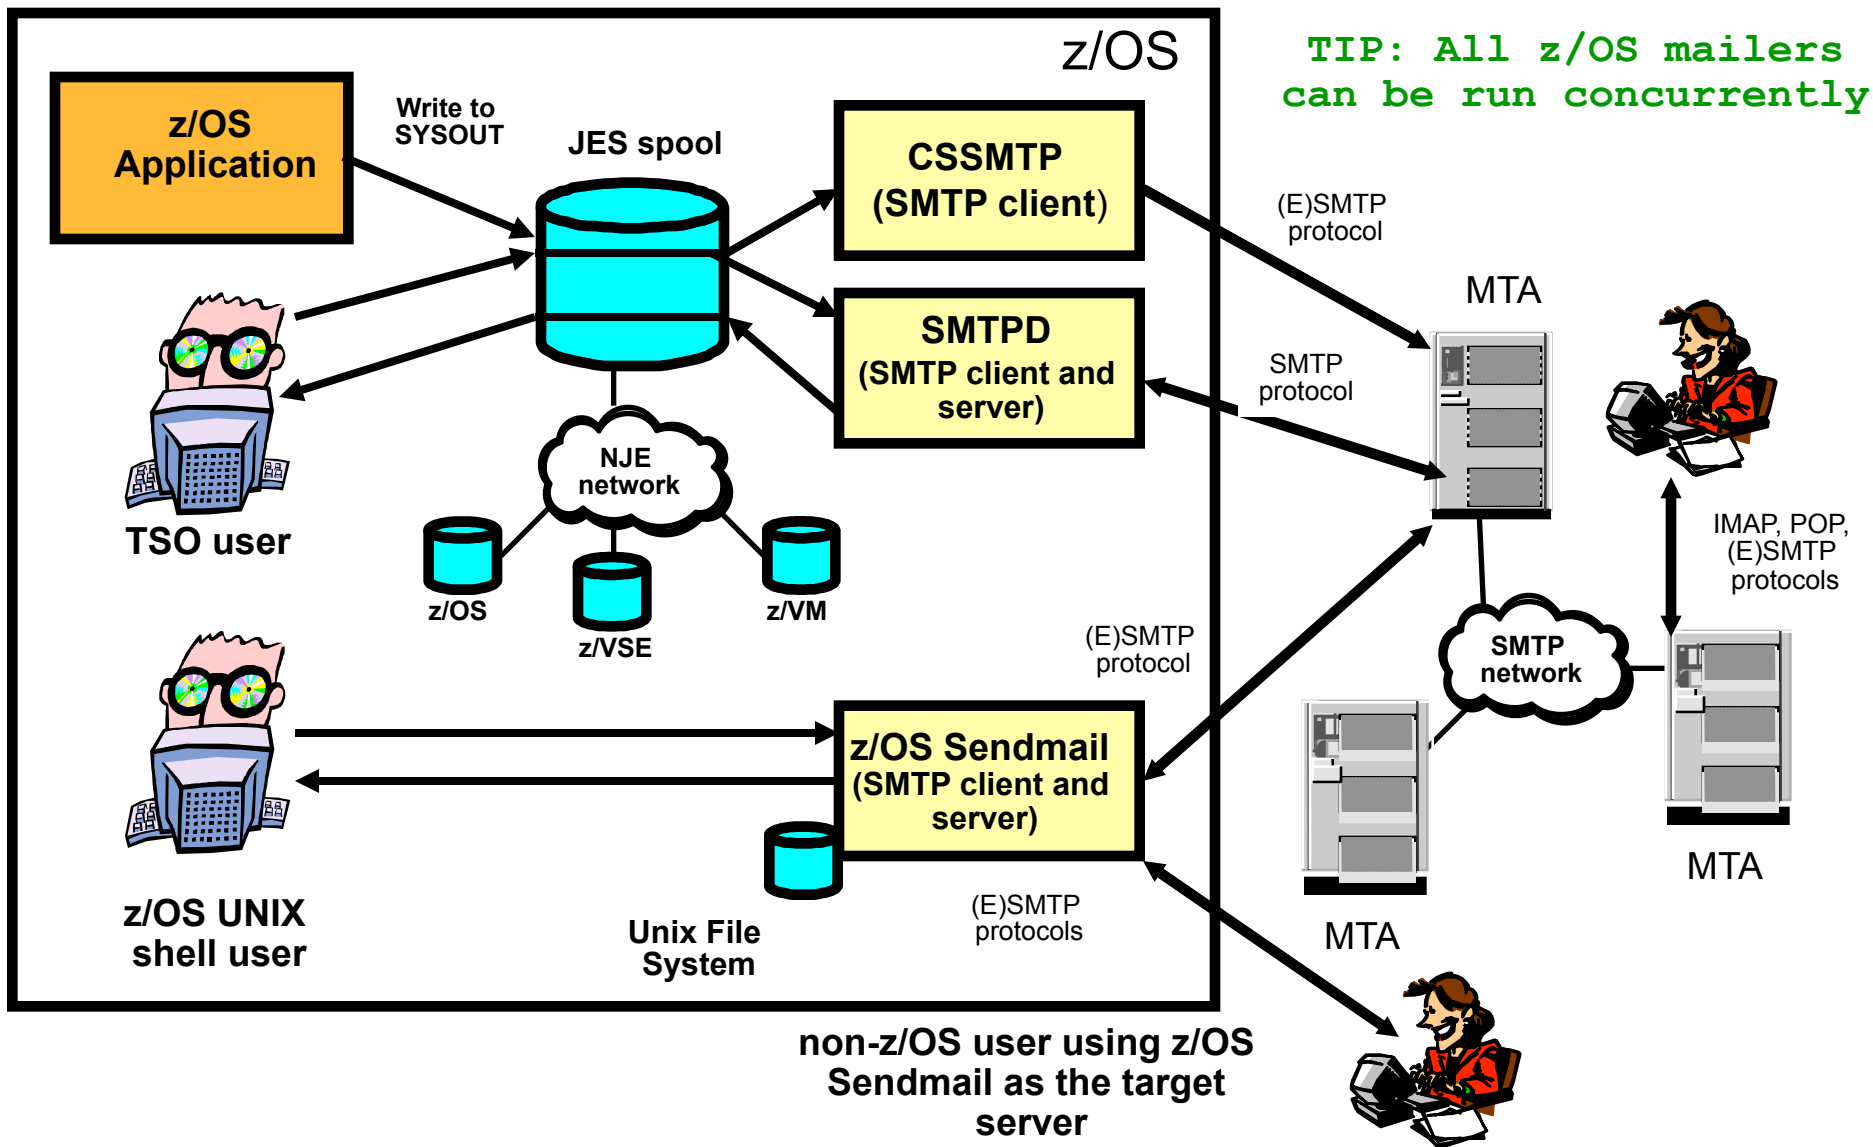 z/OS
TIP: All z/OS mailers
can be run concurrently
z/OS
Application
Write to
SYSOUT
JES spool
CSSMTP
(SMTP client)
(E)SMTP
protocol
MTA
SMTPD
(SMTP client and
server)
SMTP
protocol
NJE
network
TSO user
z/OS
z/VSE
z/VM
IMAP, POP,
(E)SMTP
protocols
(E)SMTP
protocol
SMTP
network
z/OS Sendmail
(SMTP client and
server)
MTA
MTA
z/OS UNIX
shell user
Unix File
System
(E)SMTP
protocols
non-z/OS user using z/OS
Sendmail as the target
server